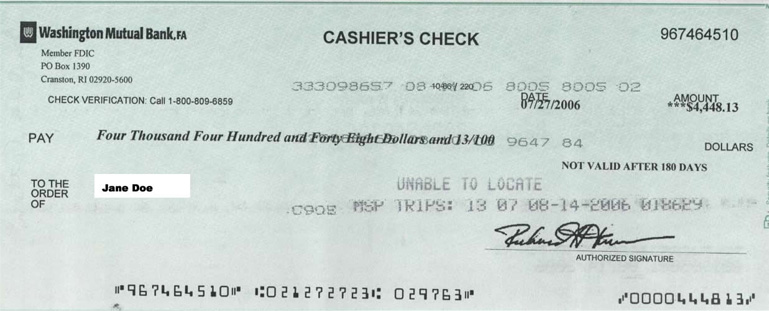 Washington Mutual Bank, FA
CASHIER'S CHECK
967464510
Member FDIC
PO Box 1390
Cranston, RI 02920-5600
CHECK VERIFICATION: Call 1-800-809-6859
333098657 08 06 8005 8005 02
DATE
07/27/2006
AMOUNT
***$4,448.13
PAY
Four Thousand Four Hundred and Forty Eight Dollars and 13/100
9647 84
DOLLARS
NOT VALID AFTER 180 DAYS
TO THE
ORDER
OF
Jane Doe
UNABLE TO LOCATE
.C90E MSP TRIPS: 13 07 08-14-2006 018629
AUTHORIZED SIGNATURE
⑈967464510⑈ ⑆021272723⑆ 029763⑈ ⑇0000444813⑇